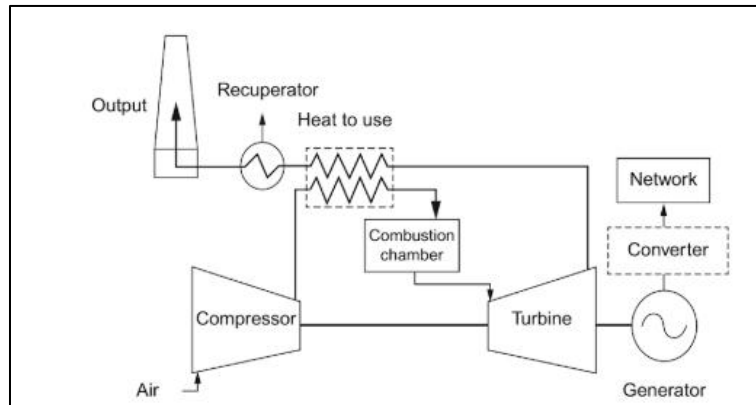 Recuperator
Output
Heat to use
Network
Combustion
chamber
Converter
Compressor
Turbine
Air
Generator